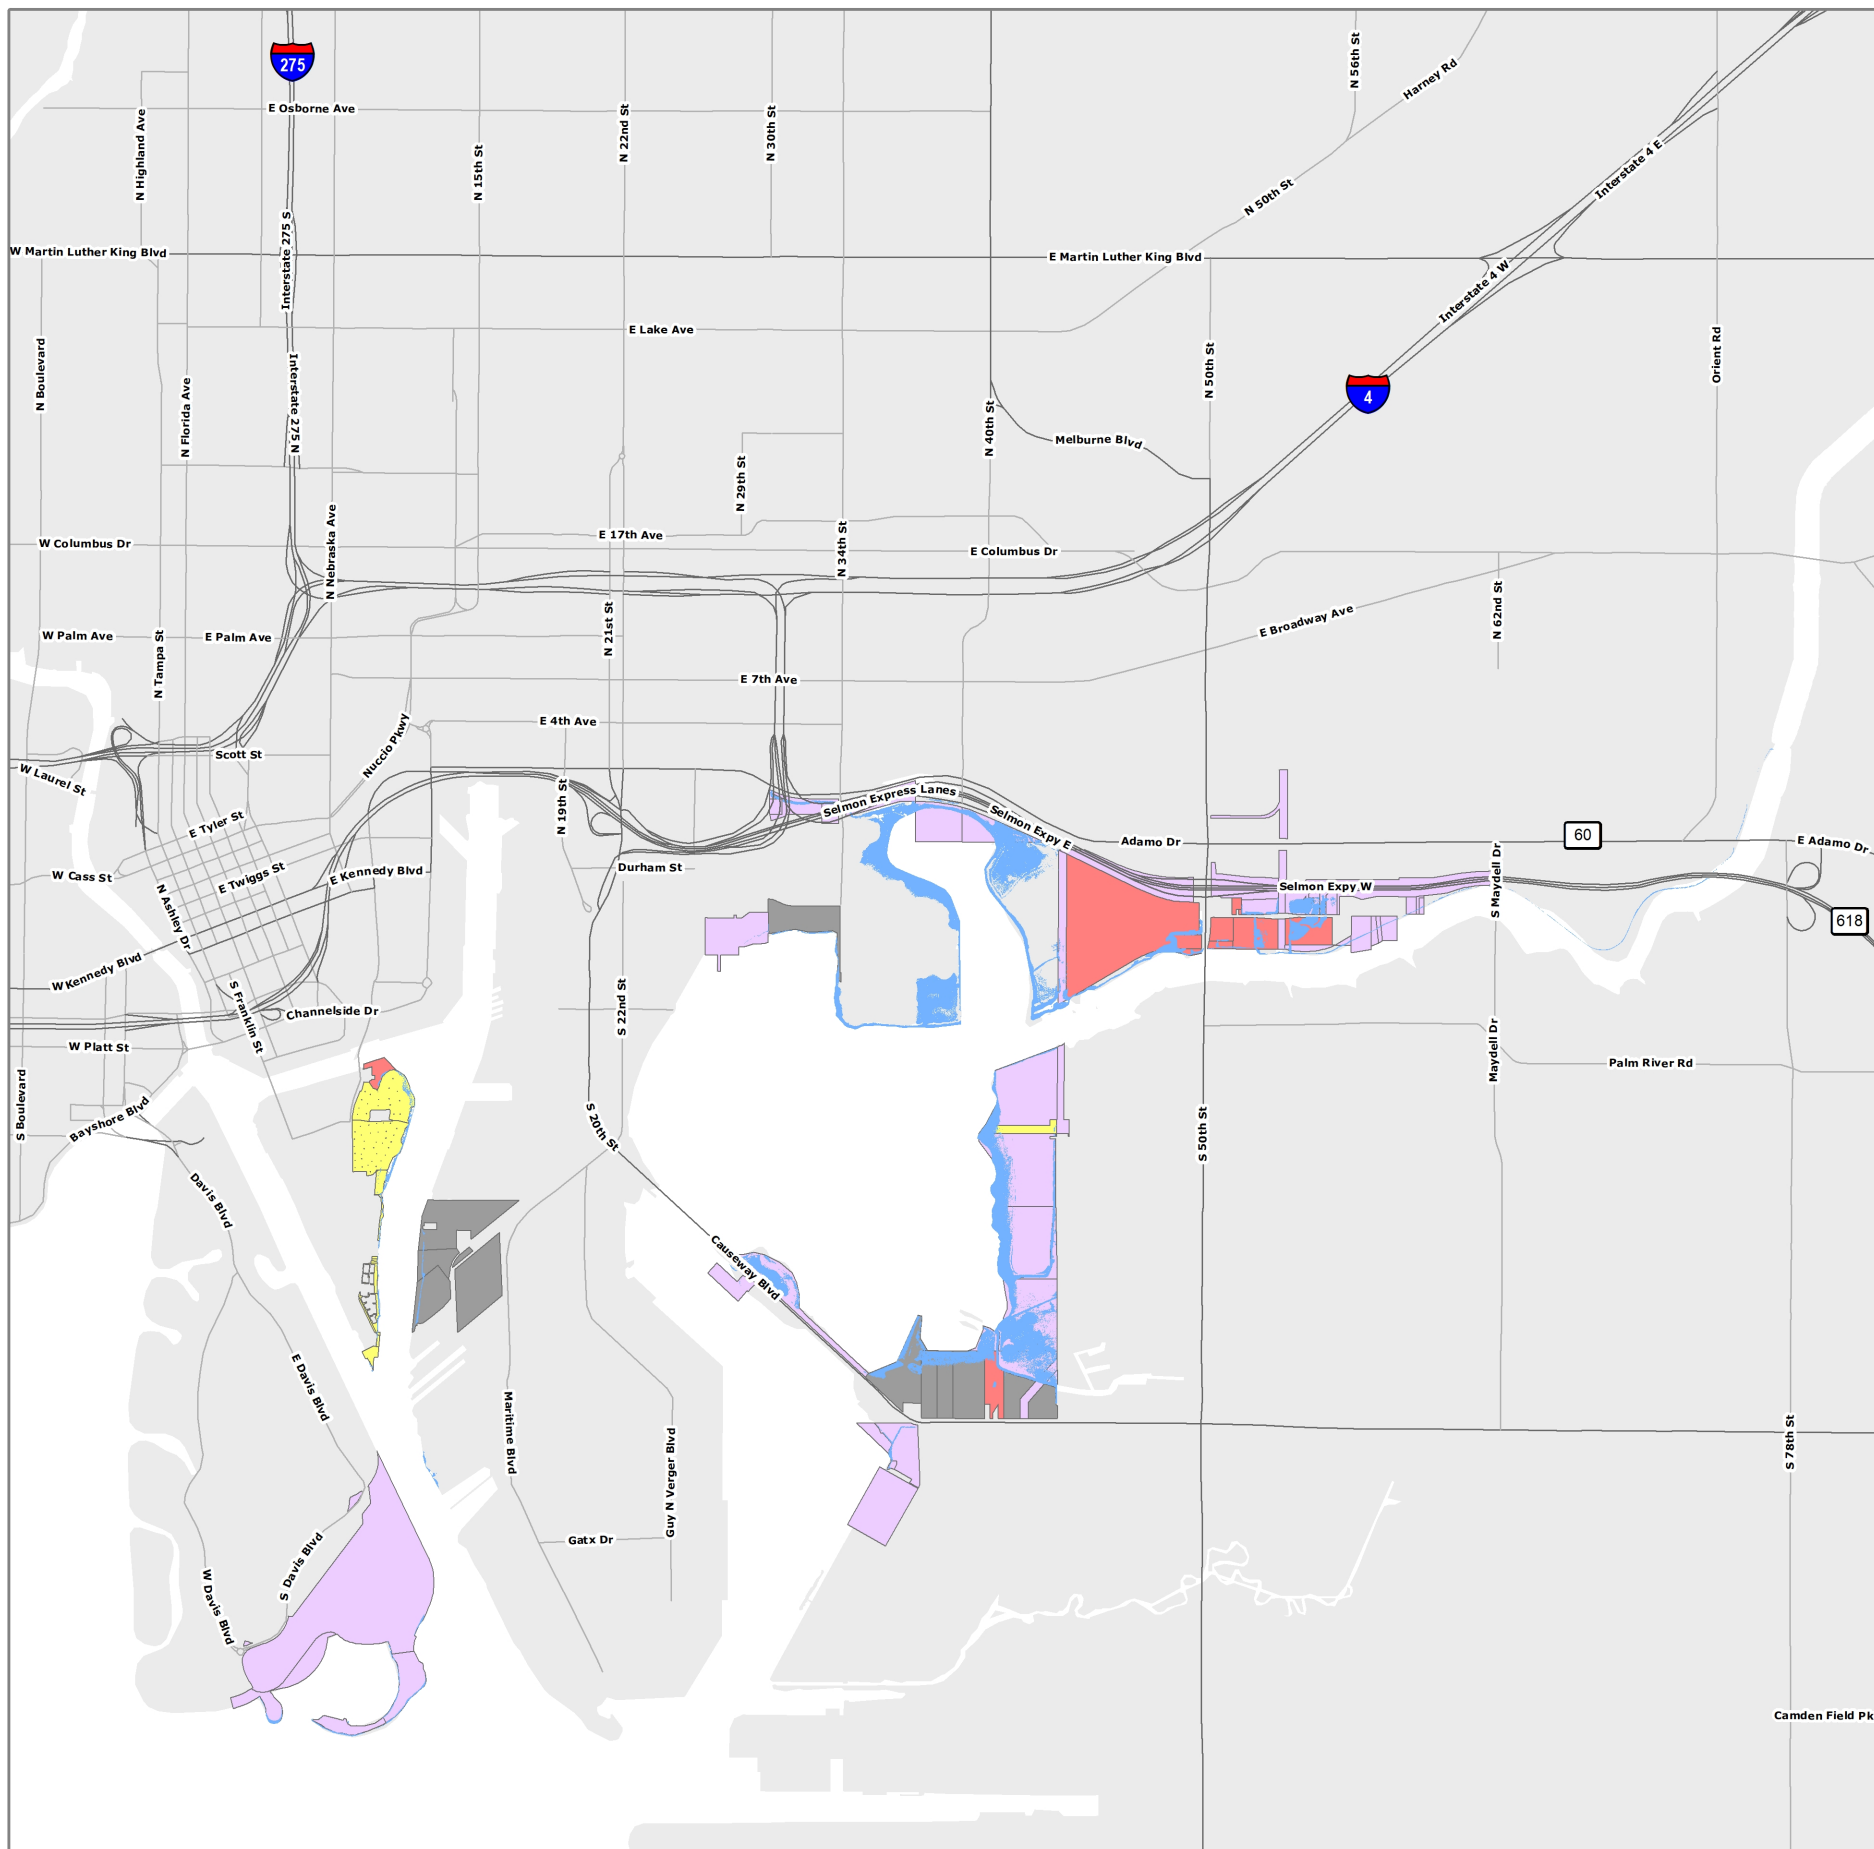 275
N 56th St
Harney Rd
E Osborne Ave
N Highland Ave
N 15th St
N 22nd St
N 30th St
Interstate 4 E
N 50th St
Interstate 275 S
W Martin Luther King Blvd
E Martin Luther King Blvd
Interstate 4 W
E Lake Ave
N Boulevard
N Florida Ave
Interstate 275 N
N 50th St
Orient Rd
4
N 40th St
Melburne Blvd
N 29th St
N Nebraska Ave
W Columbus Dr
E 17th Ave
N 34th St
E Columbus Dr
N 21st St
N 62nd St
E Broadway Ave
W Palm Ave
N Tampa St
E Palm Ave
E 7th Ave
E 4th Ave
Nuccio Pkwy
Scott St
W Laurel St
N 19th St
Selmon Express Lanes
Selmon Expy E
E Tyler St
Adamo Dr
60
E Adamo Dr
W Cass St
E Twiggs St
E Kennedy Blvd
Durham St
Selmon Expy W
S Maydell Dr
N Ashley Dr
618
W Kennedy Blvd
S Franklin St
Channelside Dr
S 22nd St
W Platt St
Maydell Dr
Palm River Rd
S Boulevard
Bayshore Blvd
S 20th St
S 50th St
Davis Blvd
Causeway Blvd
E Davis Blvd
Maritime Blvd
Guy N Verger Blvd
S 78th St
Gatx Dr
S Davis Blvd
W Davis Blvd
Camden Field Pk